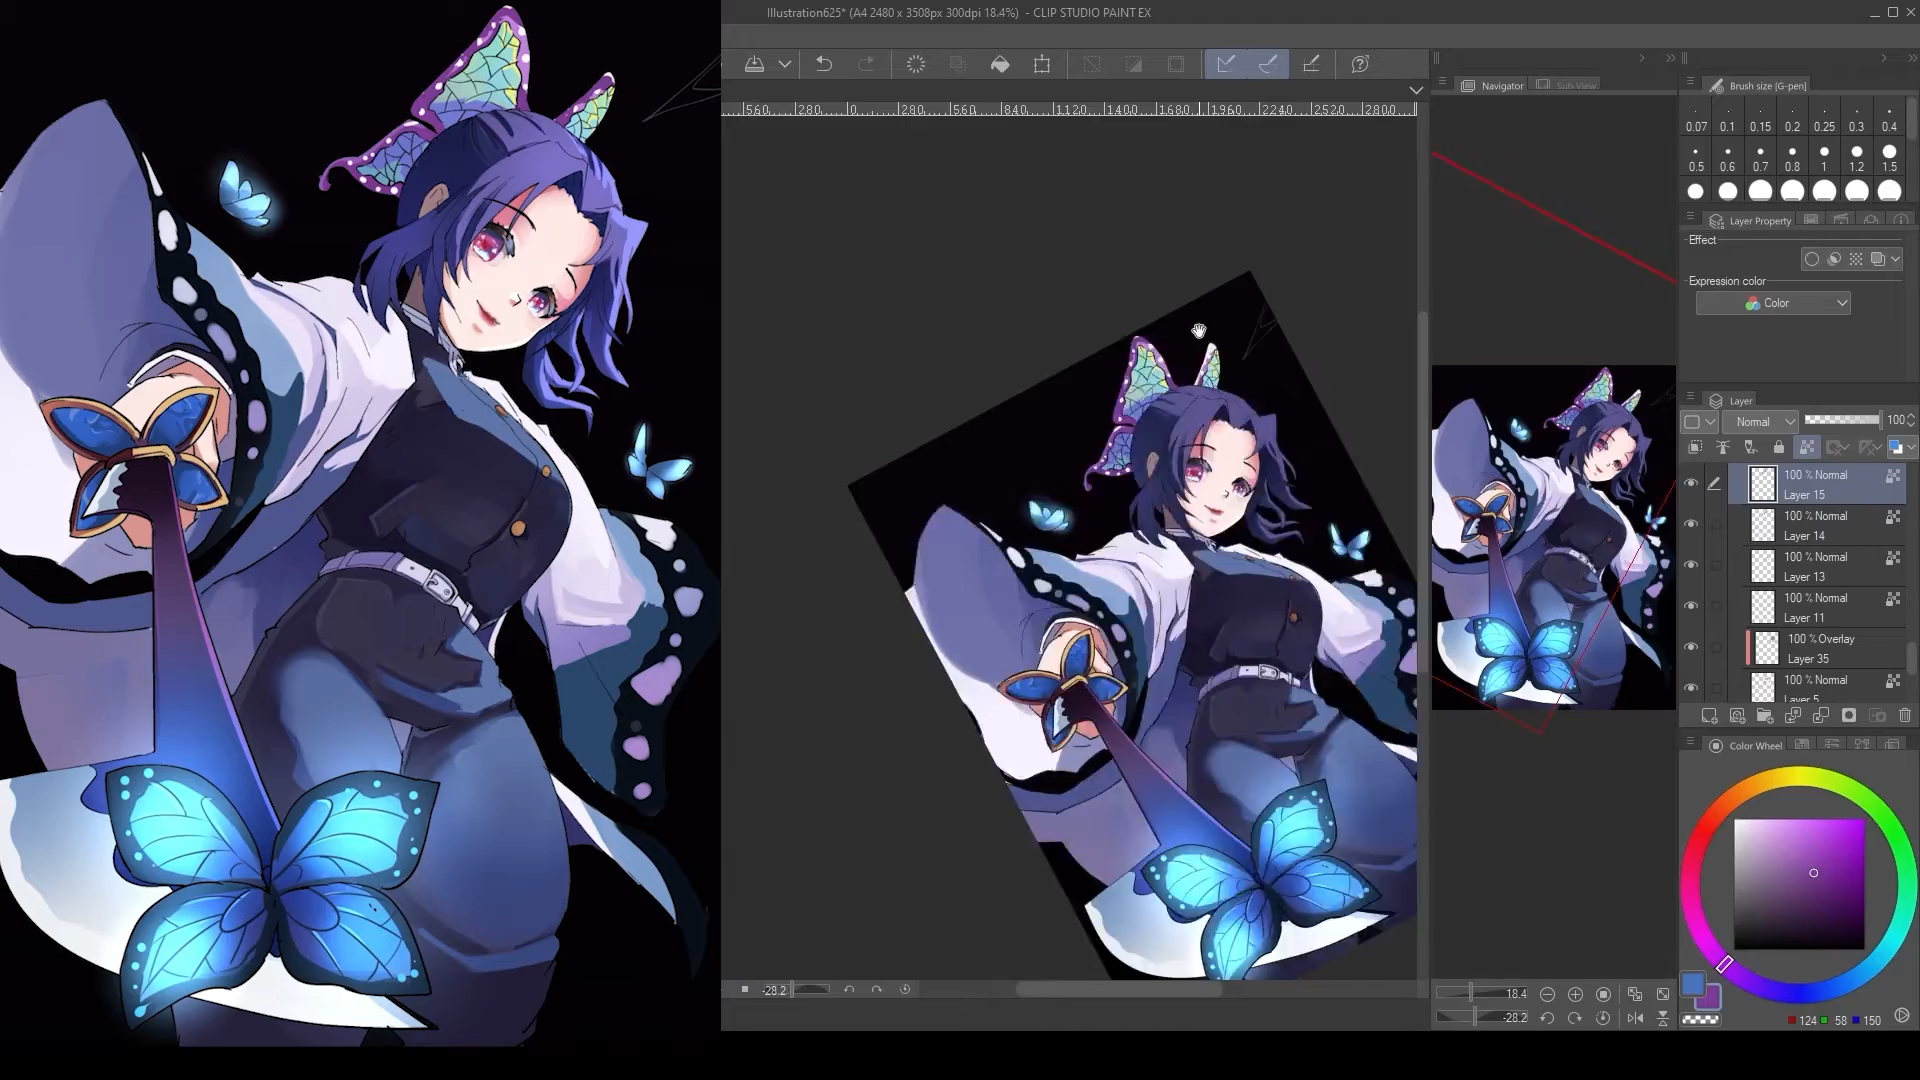 Illustration625* (A4 2480 x 3508px 300dpi 18.4%) - CLIP STUDIO PAINT EX
560 280 0 280 560 840 1120 1400 1680 1960 2240 2520 2800
Navigator Sub View
Brush size [G-pen]
0.07 0.1 0.15 0.2 0.25 0.3 0.4
0.5 0.6 0.7 0.8 1 1.2 1.5
Layer Property
Effect
Expression color
Color
Layer
Normal 100
100 % Normal
Layer 15
100 % Normal
Layer 14
100 % Normal
Layer 13
100 % Normal
Layer 11
100 % Overlay
Layer 35
100 % Normal
Layer 5
Color Wheel
-28.2
18.4
-28.2
124 58 150